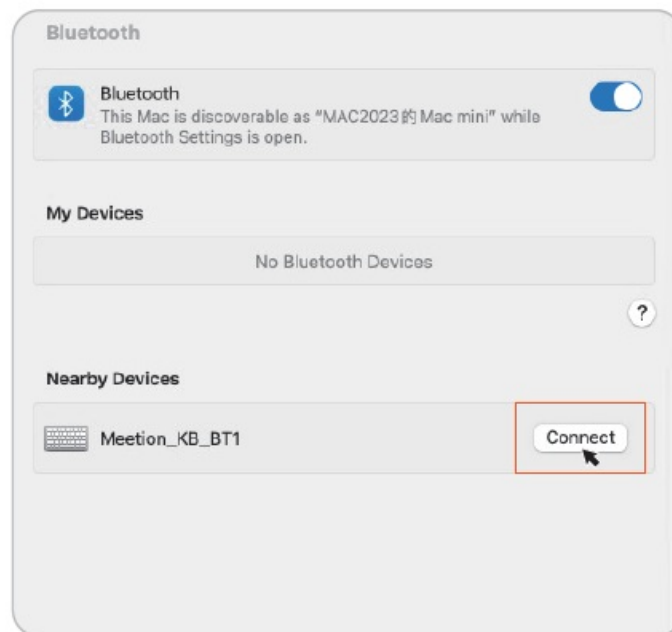 Bluetooth
Bluetooth
This Mac is discoverable as “MAC2023的 Mac mini” while
Bluetooth Settings is open.
My Devices
No Bluetooth Devices
?
Nearby Devices
Meetion_KB_BT1
Connect